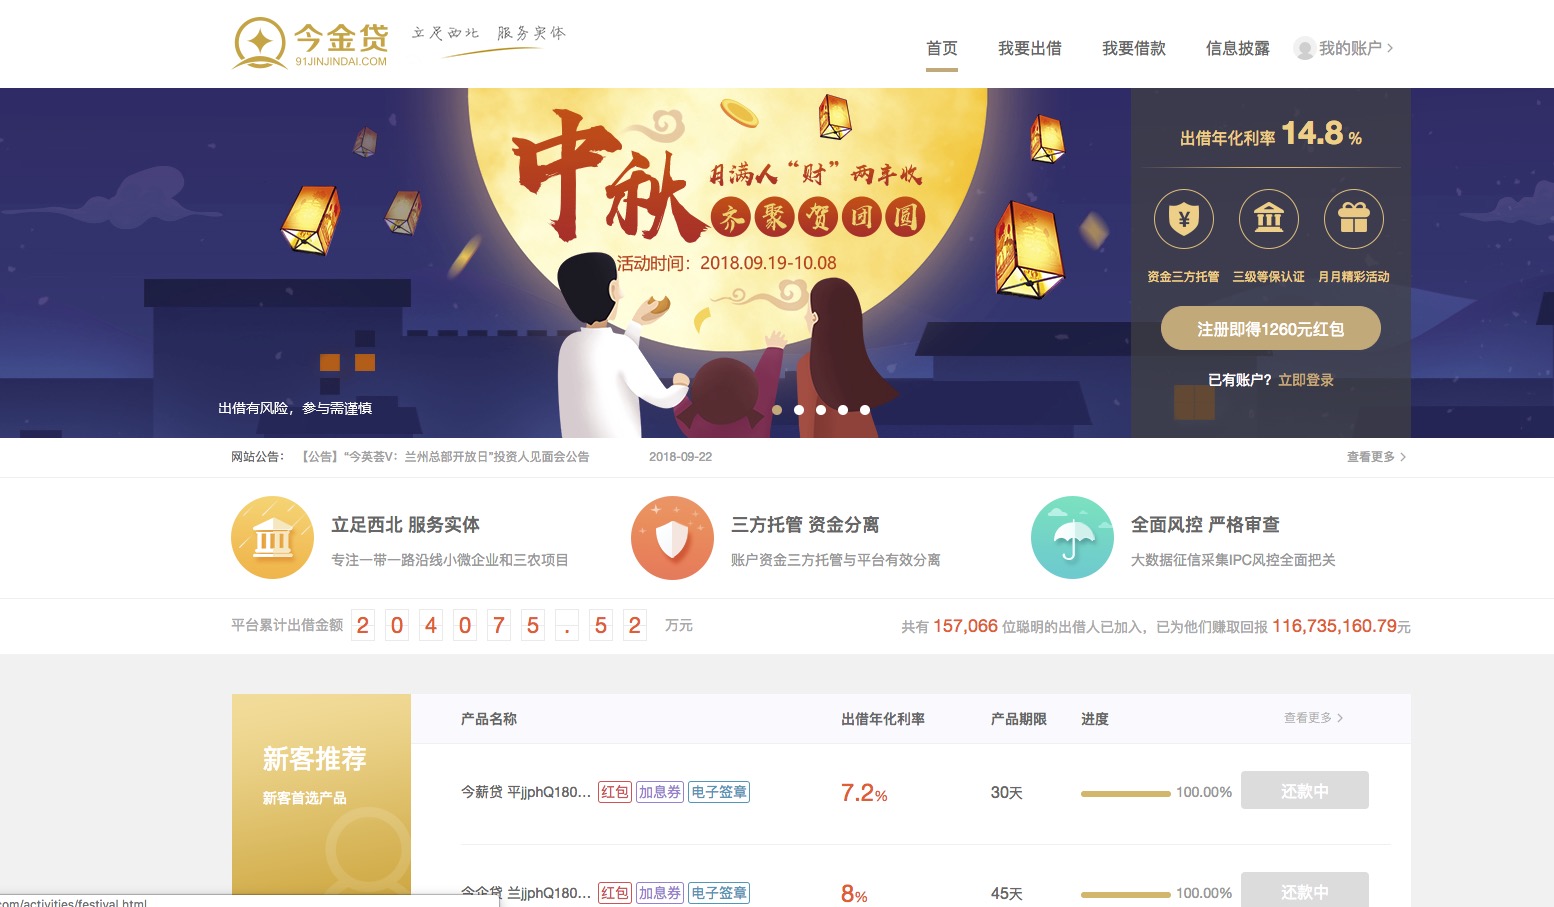 今金贷
91JINJINDAI.COM
立足西北 服务实体
首页 我要出借 我要借款 信息披露 我的账户
中秋
月满人“财”两丰收
齐聚贺团圆
活动时间：2018.09.19-10.08
出借有风险，参与需谨慎
出借年化利率 14.8 %
资金三方托管 三级等保认证 月月精彩活动
注册即得1260元红包
已有账户？ 立即登录
网站公告： 【公告】“今英荟V：兰州总部开放日”投资人见面会公告 2018-09-22 查看更多
立足西北 服务实体
专注一带一路沿线小微企业和三农项目
三方托管 资金分离
账户资金三方托管与平台有效分离
全面风控 严格审查
大数据征信采集IPC风控全面把关
平台累计出借金额 204075.52 万元
共有 157,066 位聪明的出借人已加入，已为他们赚取回报 116,735,160.79元
新客推荐
新客首选产品
产品名称 出借年化利率 产品期限 进度 查看更多
今薪贷 平jjphQ180... 红包 加息券 电子签章 7.2% 30天 100.00% 还款中
今企贷 兰jjphQ180... 红包 加息券 电子签章 8% 45天 100.00% 还款中
com/activities/festival.html